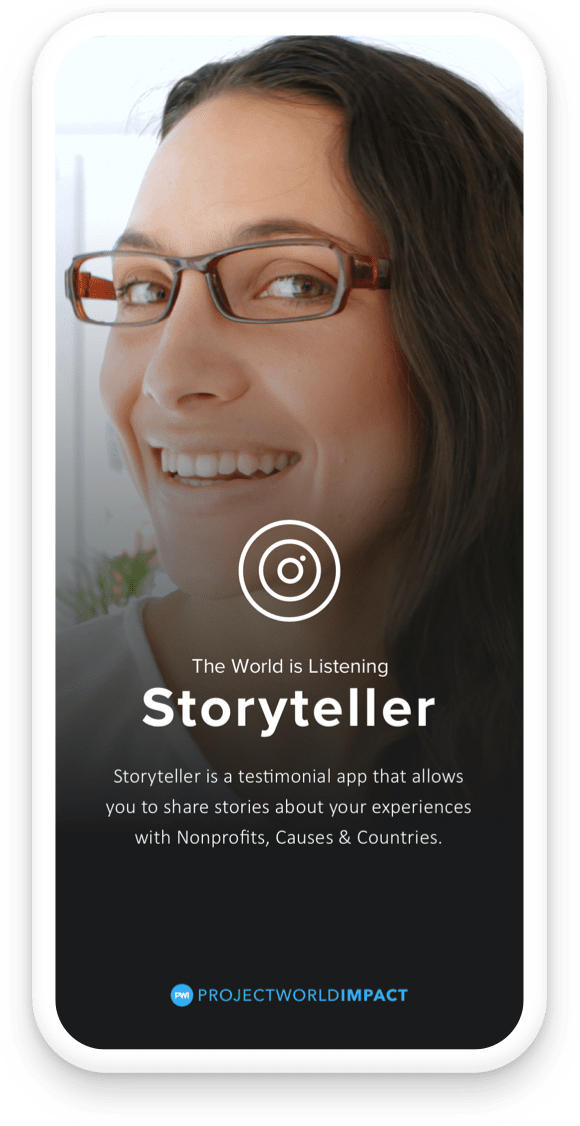 The World is Listening
Storyteller
Storyteller is a testimonial app that allows
you to share stories about your experiences
with Nonprofits, Causes & Countries.
PWI PROJECTWORLDIMPACT